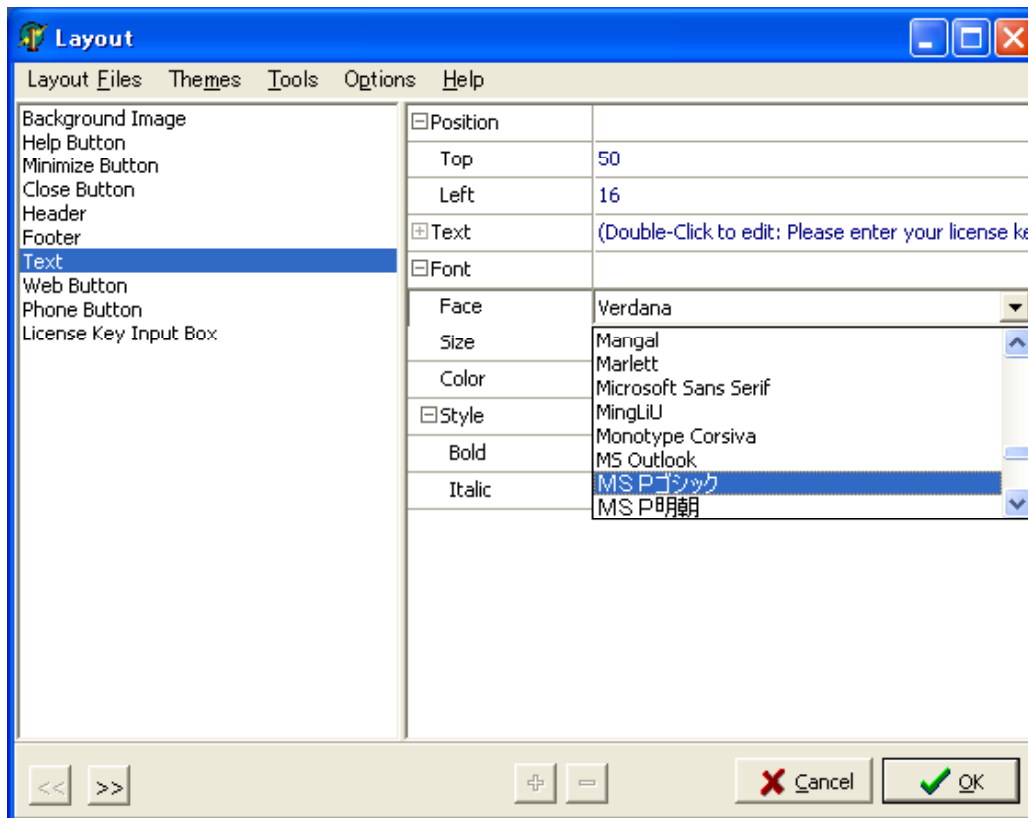 Layout
Layout Files Themes Tools Options Help
Background Image
Help Button
Minimize Button
Close Button
Header
Footer
Text
Web Button
Phone Button
License Key Input Box
Position
Top 50
Left 16
Text (Double-Click to edit: Please enter your license ke
Font
Face Verdana
Size
Color
Style
Bold
Italic
Mangal
Marlett
Microsoft Sans Serif
MingLiU
Monotype Corsiva
MS Outlook
ＭＳ Ｐゴシック
ＭＳ Ｐ明朝
<< >>
Cancel OK